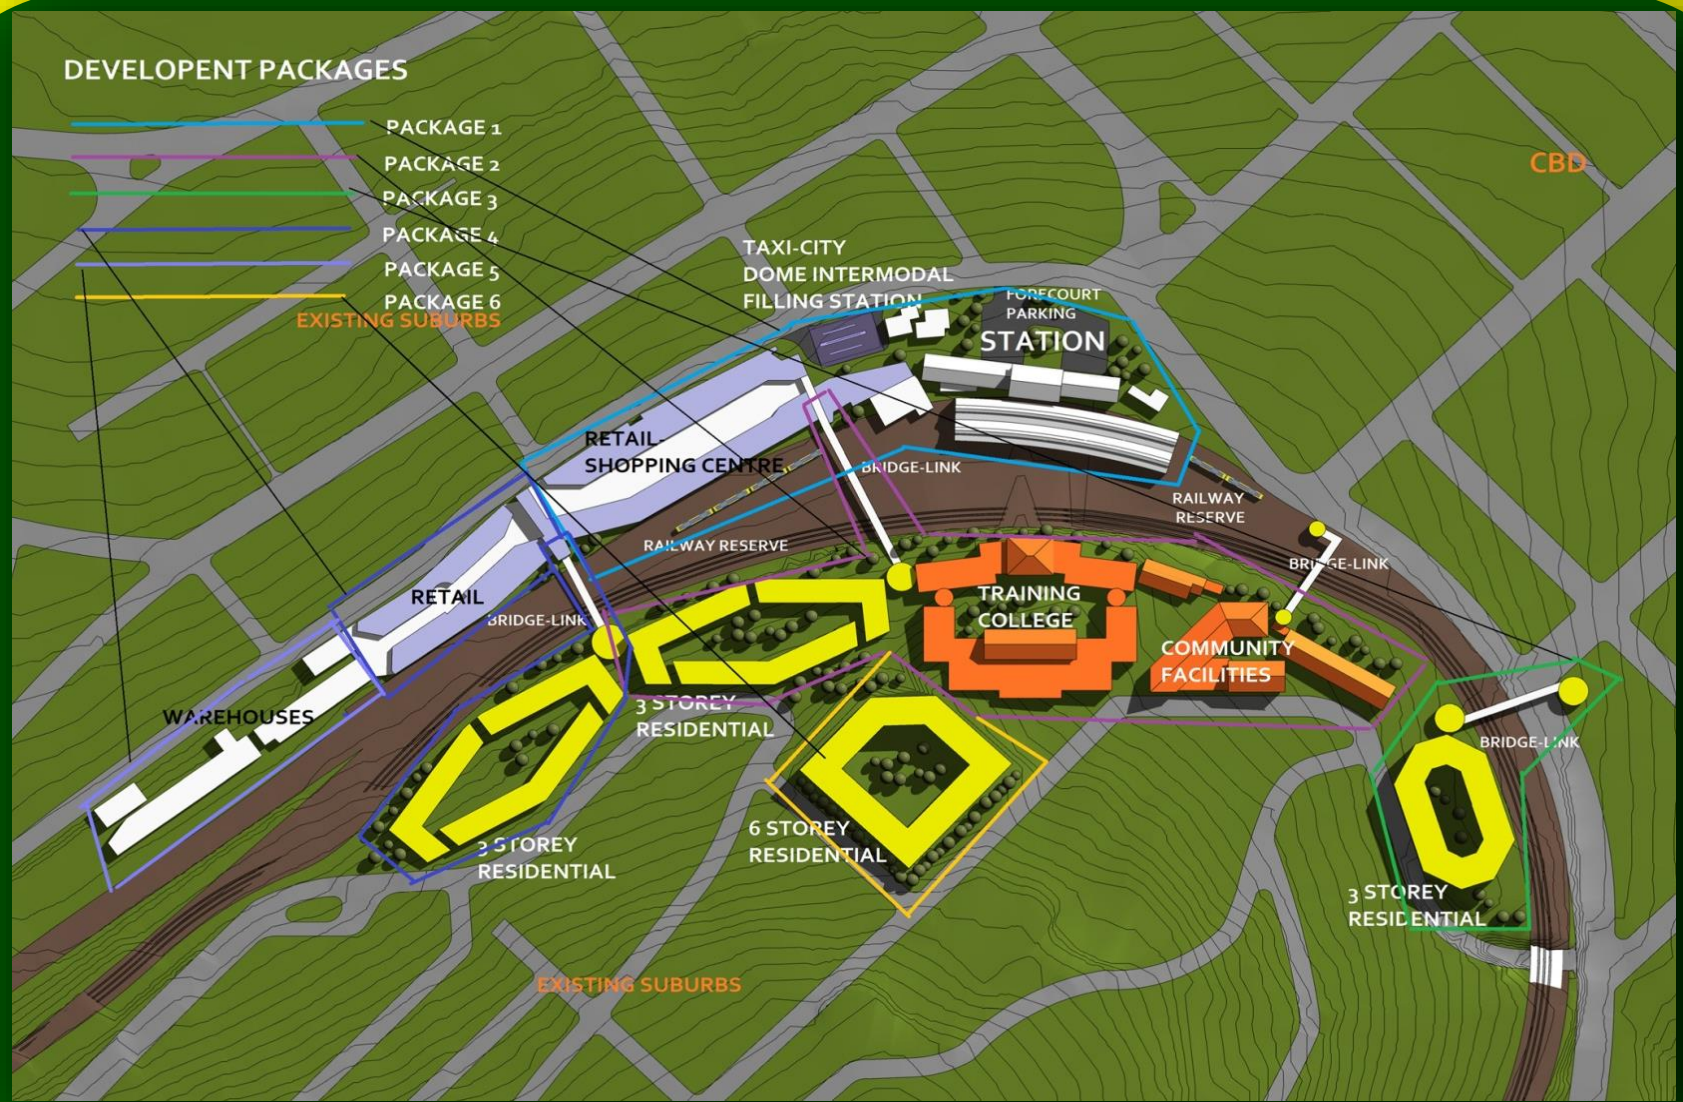 DEVELOPENT PACKAGES
PACKAGE 1
PACKAGE 2
PACKAGE 3
PACKAGE 4
PACKAGE 5
PACKAGE 6
EXISTING SUBURBS
CBD
TAXI-CITY
DOME INTERMODAL
FILLING STATION
FORECOURT
PARKING
STATION
RETAIL-
SHOPPING CENTRE
BRIDGE-LINK
RAILWAY
RESERVE
RAILWAY RESERVE
BRIDGE-LINK
RETAIL
BRIDGE-LINK
TRAINING
COLLEGE
COMMUNITY
FACILITIES
WAREHOUSES
3 STOREY
RESIDENTIAL
BRIDGE-LINK
6 STOREY
RESIDENTIAL
3 STOREY
RESIDENTIAL
3 STOREY
RESIDENTIAL
EXISTING SUBURBS